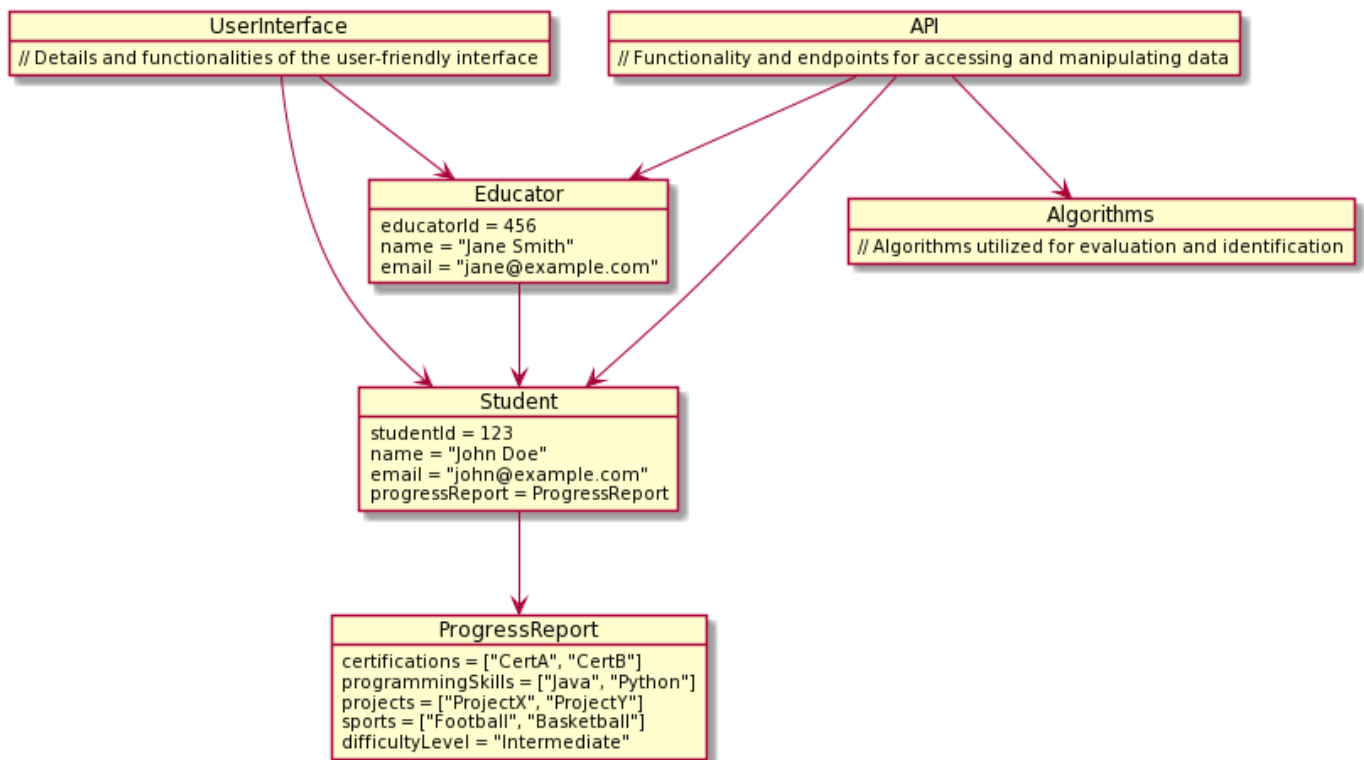 UserInterface
// Details and functionalities of the user-friendly interface
API
// Functionality and endpoints for accessing and manipulating data
Educator
educatorId = 456
name = "Jane Smith"
email = "jane@example.com"
Algorithms
// Algorithms utilized for evaluation and identification
Student
studentId = 123
name = "John Doe"
email = "john@example.com"
progressReport = ProgressReport
ProgressReport
certifications = ["CertA", "CertB"]
programmingSkills = ["Java", "Python"]
projects = ["ProjectX", "ProjectY"]
sports = ["Football", "Basketball"]
difficultyLevel = "Intermediate"